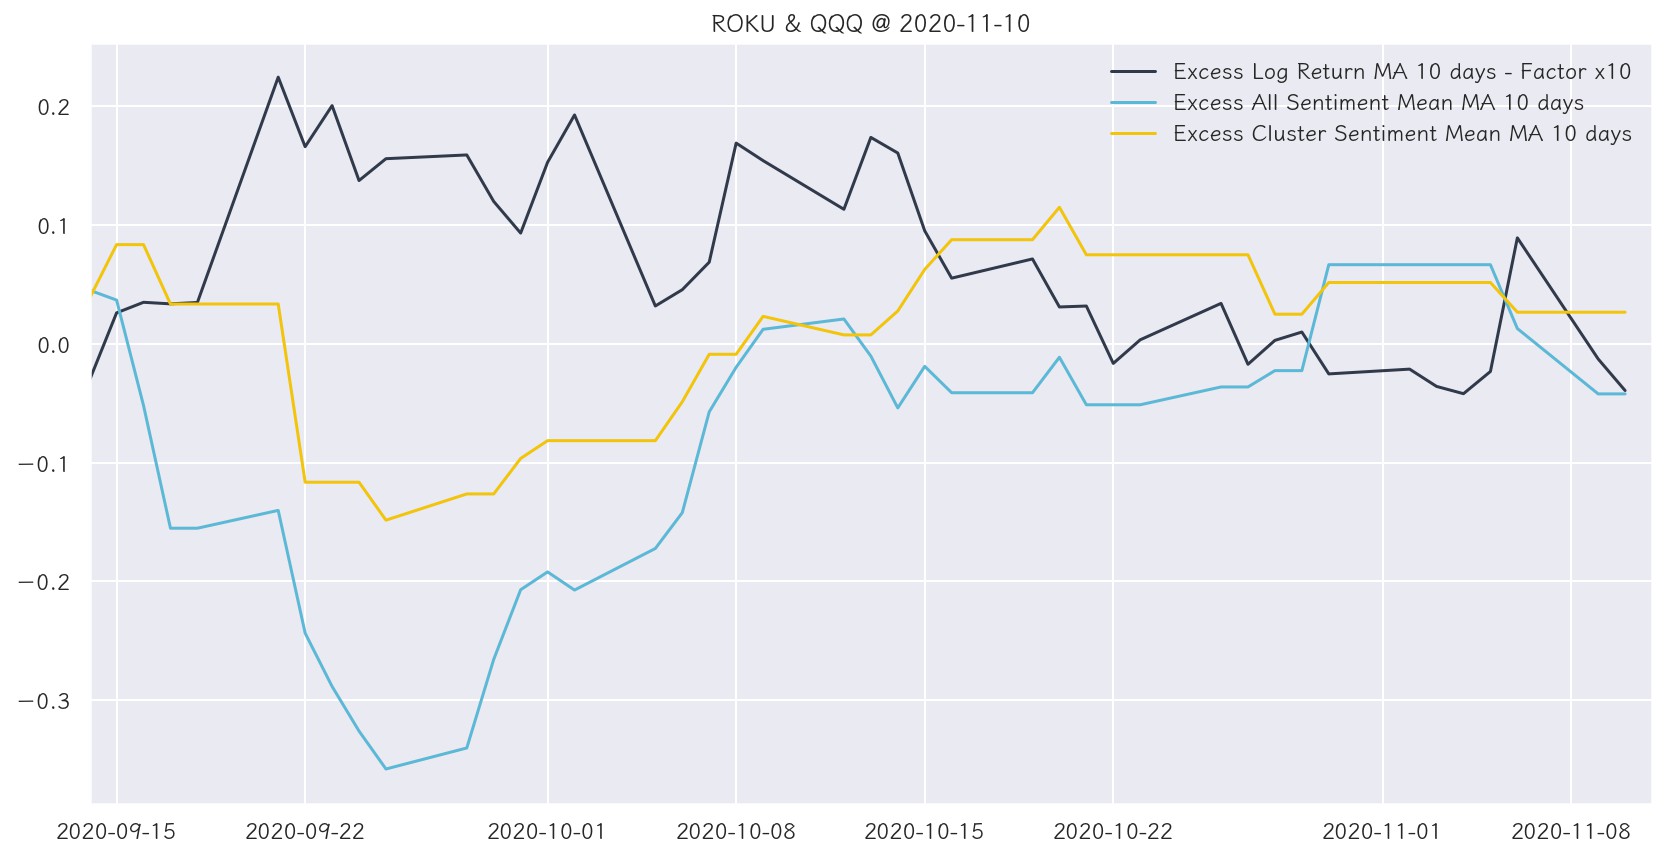 ROKU & QQQ @ 2020-11-10
Excess Log Return MA 10 days - Factor x10
Excess All Sentiment Mean MA 10 days
Excess Cluster Sentiment Mean MA 10 days
0.2
0.1
0.0
−0.1
−0.2
−0.3
2020-09-15 2020-09-22 2020-10-01 2020-10-08 2020-10-15 2020-10-22 2020-11-01 2020-11-08